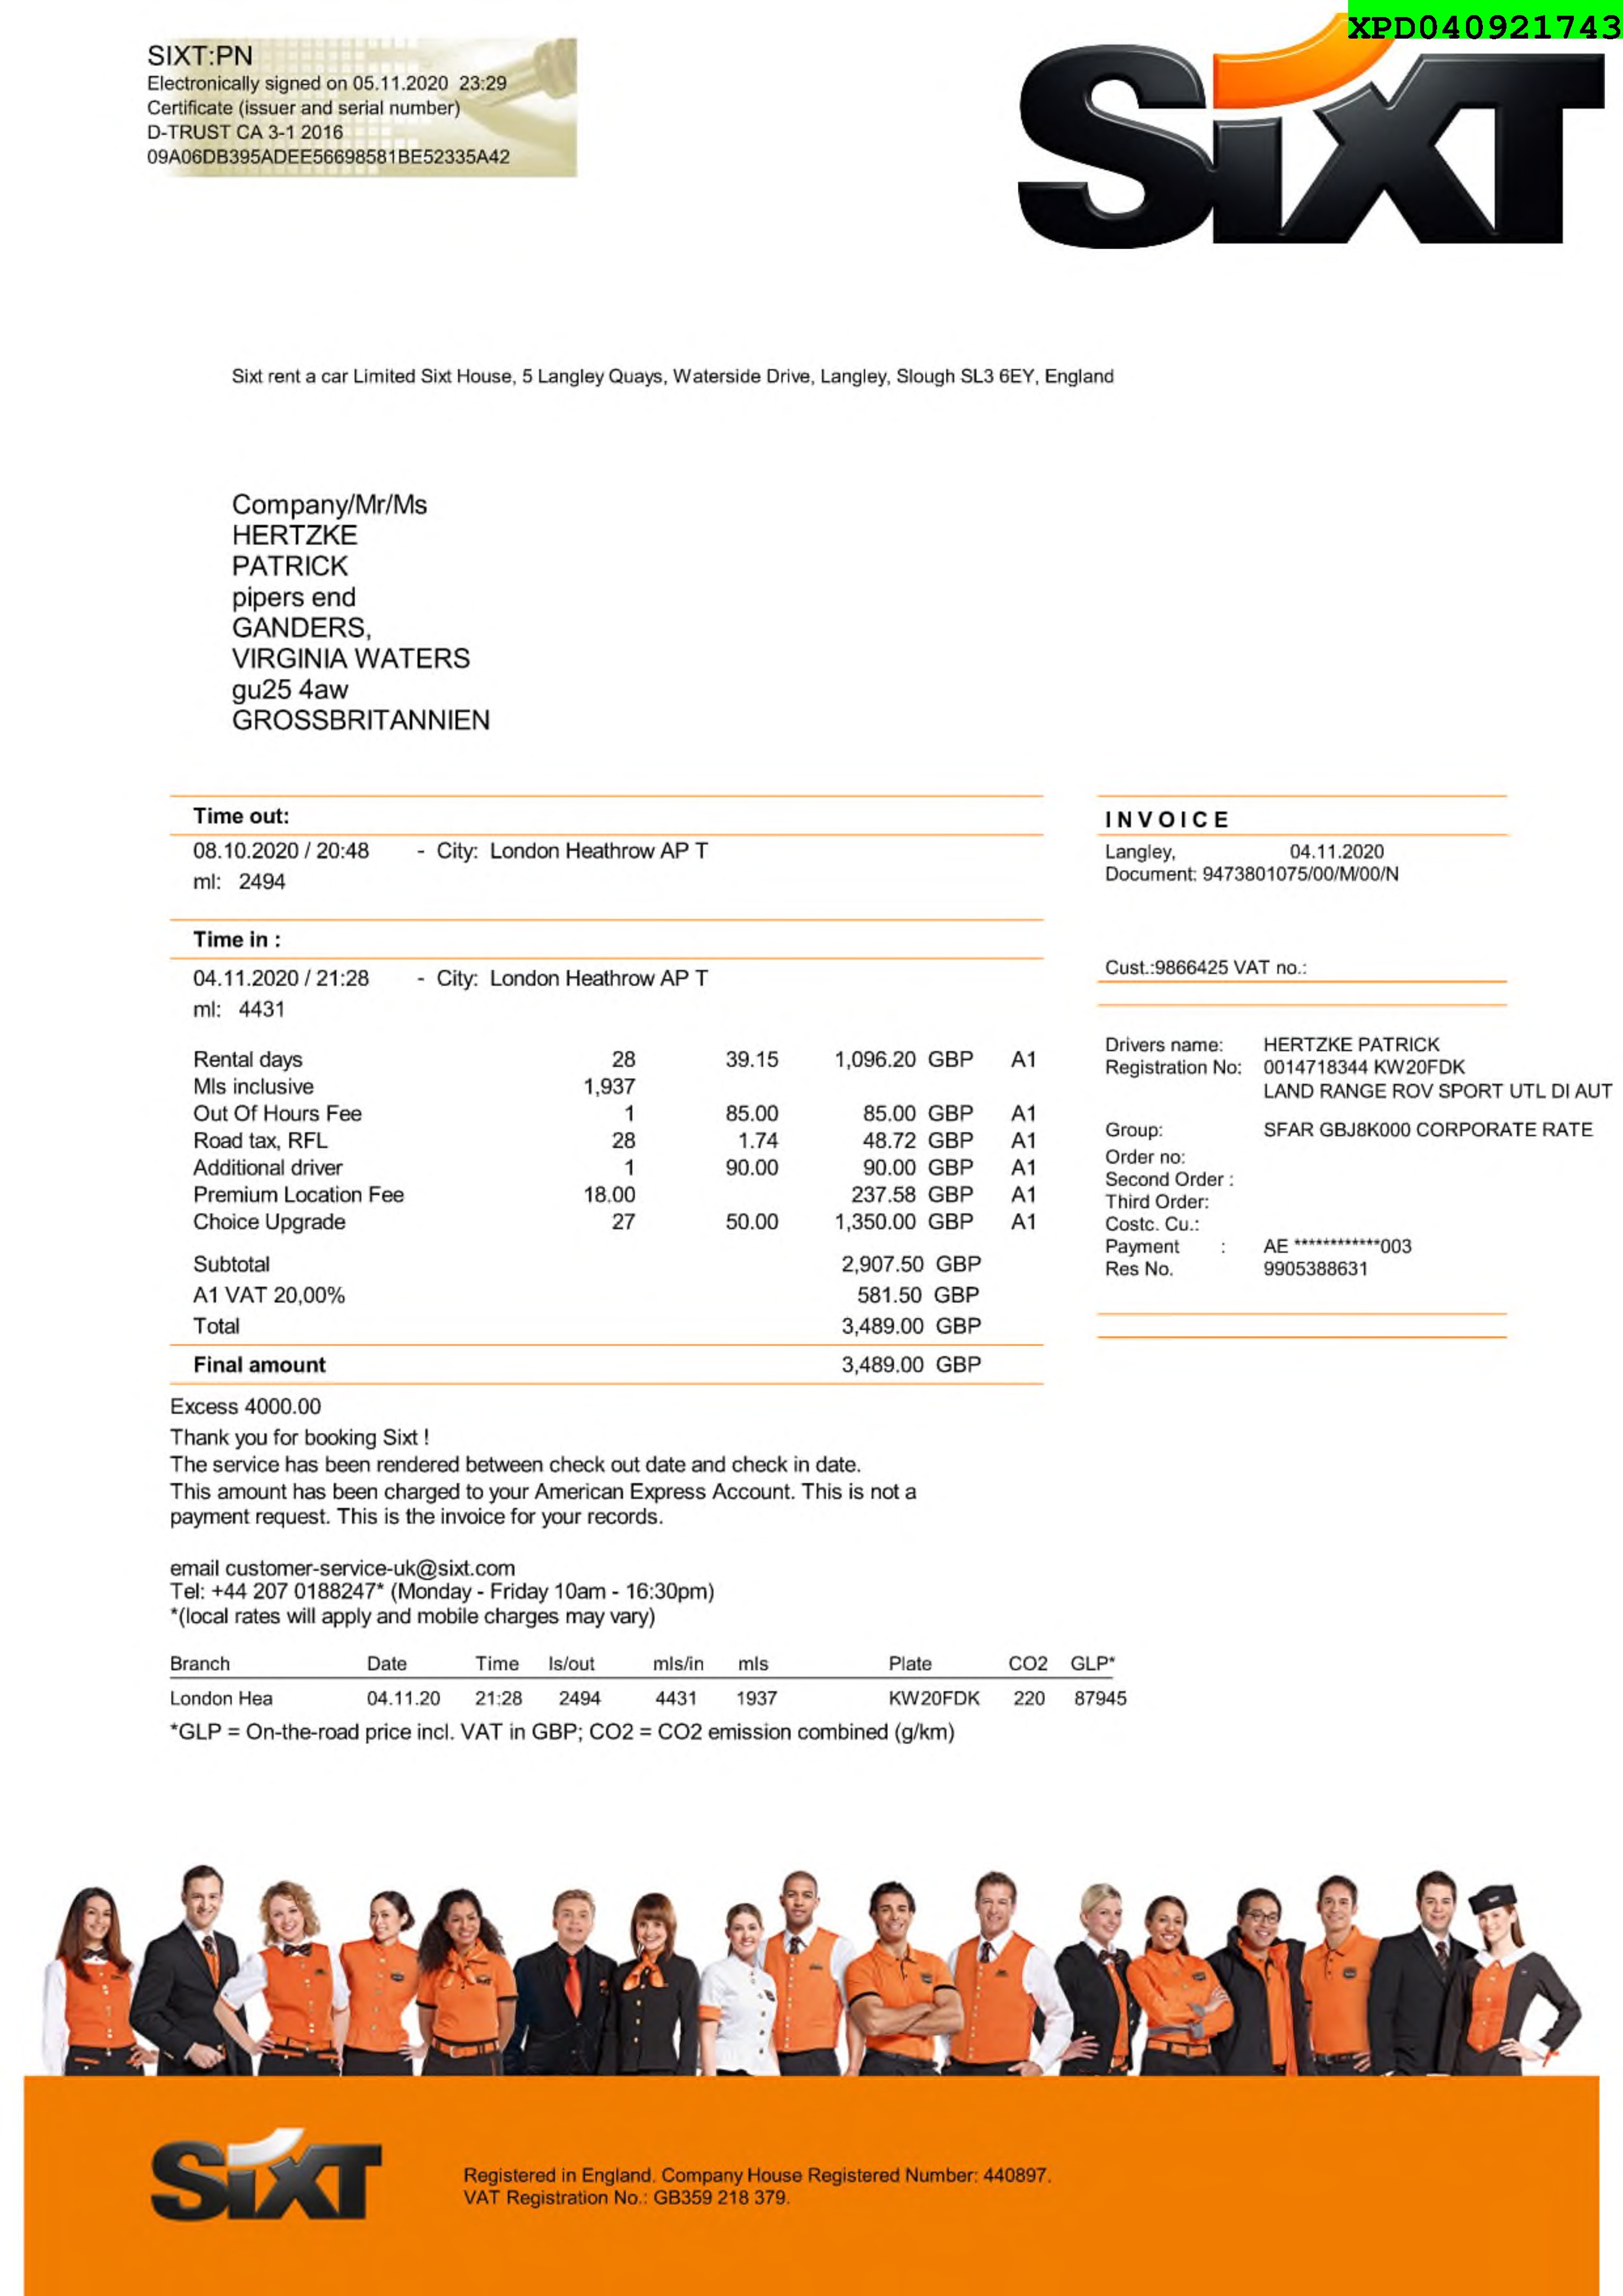 XPD040921743
SIXT:PN
Electronically signed on 05.11.2020 23:29
Certificate (issuer and serial number)
D-TRUST CA 3-1 2016
09A06DB395ADEE56698581BE52335A42
SIXT
Sixt rent a car Limited Sixt House, 5 Langley Quays, Waterside Drive, Langley, Slough SL3 6EY, England
Company/Mr/Ms
HERTZKE
PATRICK
pipers end
GANDERS,
VIRGINIA WATERS
gu25 4aw
GROSSBRITANNIEN
Time out:
08.10.2020 / 20:48 - City: London Heathrow AP T
ml: 2494
Time in :
04.11.2020 / 21:28 - City: London Heathrow AP T
ml: 4431
Rental days 28 39.15 1,096.20 GBP A1
Mls inclusive 1,937
Out Of Hours Fee 1 85.00 85.00 GBP A1
Road tax, RFL 28 1.74 48.72 GBP A1
Additional driver 1 90.00 90.00 GBP A1
Premium Location Fee 18.00 237.58 GBP A1
Choice Upgrade 27 50.00 1,350.00 GBP A1
Subtotal 2,907.50 GBP
A1 VAT 20,00% 581.50 GBP
Total 3,489.00 GBP
Final amount 3,489.00 GBP
INVOICE
Langley, 04.11.2020
Document: 9473801075/00/M/00/N
Cust.:9866425 VAT no.:
Drivers name: HERTZKE PATRICK
Registration No: 0014718344 KW20FDK
LAND RANGE ROV SPORT UTL DI AUT
Group: SFAR GBJ8K000 CORPORATE RATE
Order no:
Second Order :
Third Order:
Costc. Cu.:
Payment : AE ************003
Res No. 9905388631
Excess 4000.00
Thank you for booking Sixt !
The service has been rendered between check out date and check in date.
This amount has been charged to your American Express Account. This is not a
payment request. This is the invoice for your records.
email customer-service-uk@sixt.com
Tel: +44 207 0188247* (Monday - Friday 10am - 16:30pm)
*(local rates will apply and mobile charges may vary)
Branch Date Time ls/out mls/in mls Plate CO2 GLP*
London Hea 04.11.20 21:28 2494 4431 1937 KW20FDK 220 87945
*GLP = On-the-road price incl. VAT in GBP; CO2 = CO2 emission combined (g/km)
SIXT
Registered in England. Company House Registered Number: 440897.
VAT Registration No.: GB359 218 379.